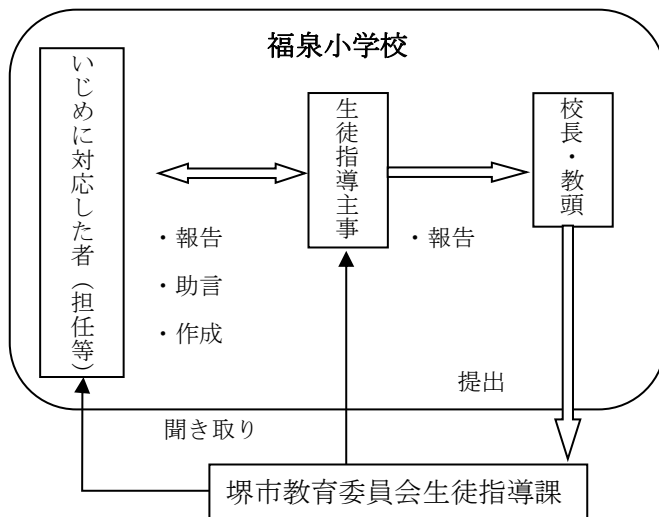 福泉小学校
いじめに対応した者（担任等）
生徒指導主事
校長・教頭
・報告
・助言
・作成
・報告
提出
聞き取り
堺市教育委員会生徒指導課